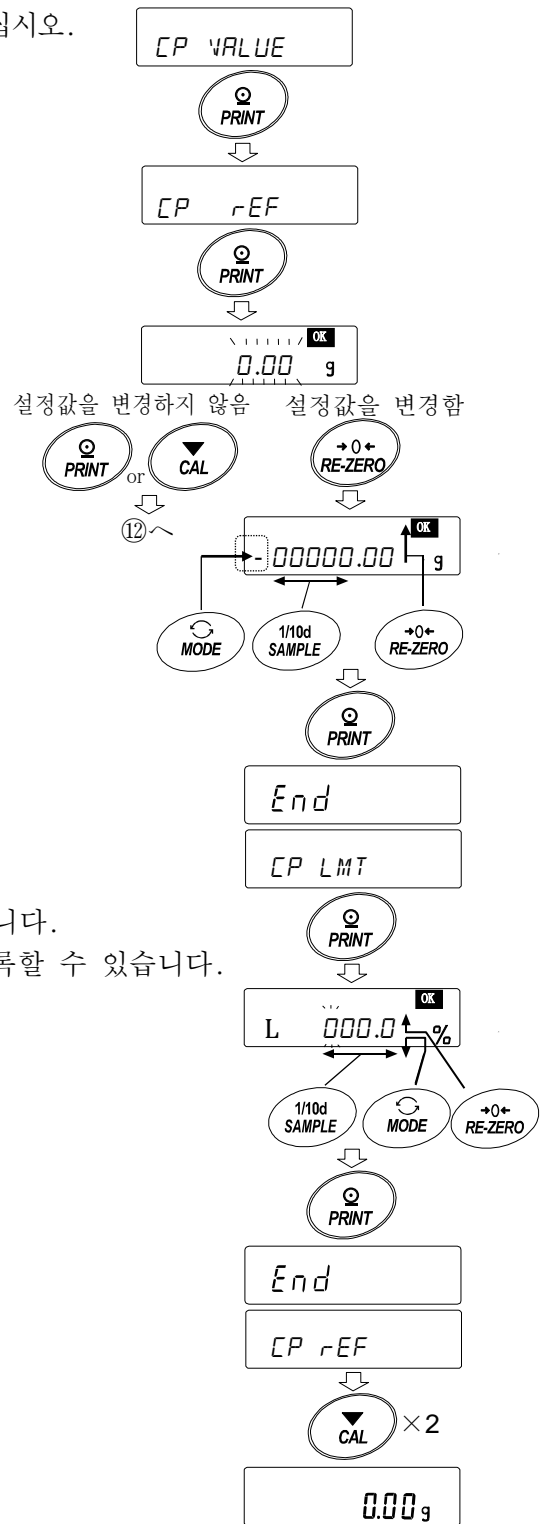 십시오.
CP VALUE
PRINT
CP rEF
PRINT
OK
0.00 g
설정값을 변경하지 않음 설정값을 변경함
PRINT or CAL →0← RE-ZERO
⑫へ
OK
- 00000.00 g
MODE 1/10d SAMPLE →0← RE-ZERO
PRINT
End
CP LMT
니다.
PRINT
록할 수 있습니다.
OK
L 000.0 %
1/10d SAMPLE MODE →0← RE-ZERO
PRINT
End
CP rEF
CAL ×2
0.00 g